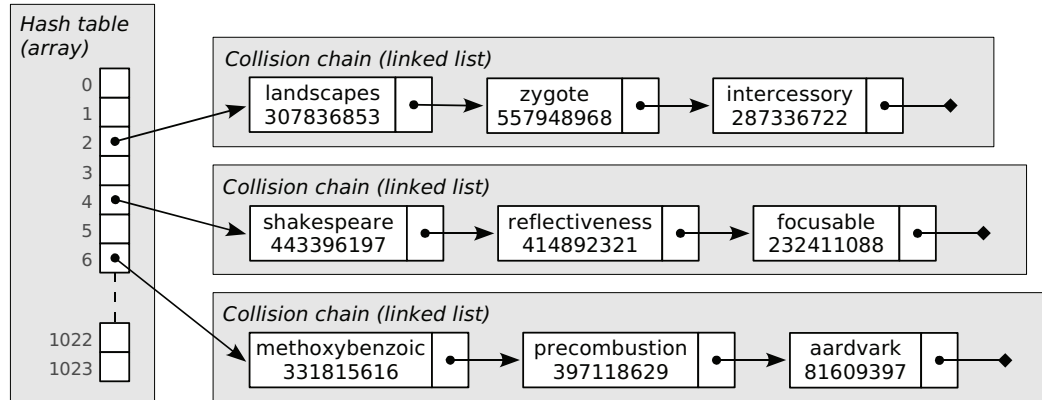 Hash table
(array)
0
1
2
3
4
5
6
1022
1023
Collision chain (linked list)
landscapes
307836853
zygote
557948968
intercessory
287336722
Collision chain (linked list)
shakespeare
443396197
reflectiveness
414892321
focusable
232411088
Collision chain (linked list)
methoxybenzoic
331815616
precombustion
397118629
aardvark
81609397